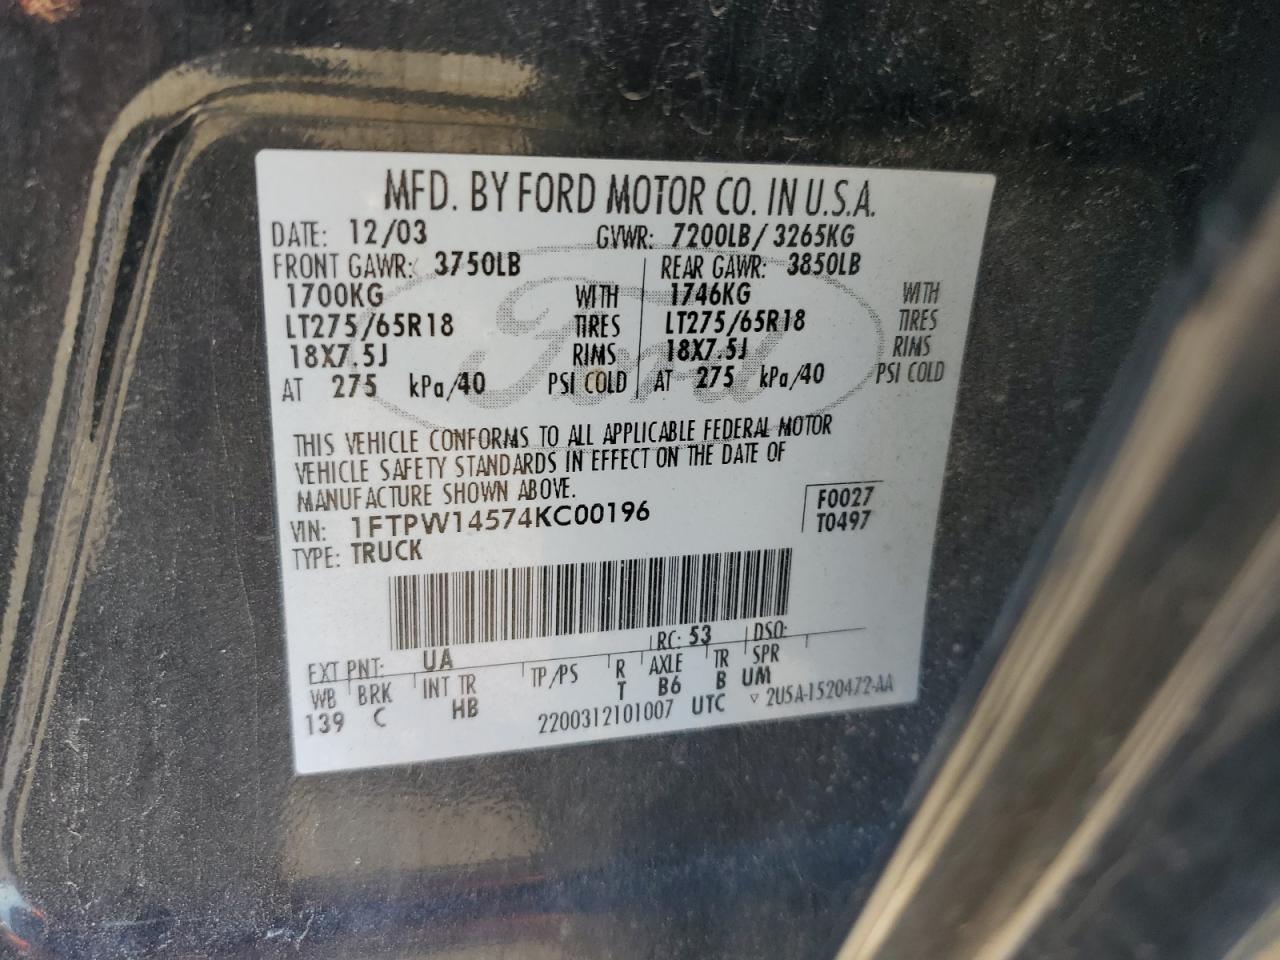 MFD. BY FORD MOTOR CO. IN U.S.A.
DATE: 12/03 GVWR: 7200LB/ 3265KG
FRONT GAWR: 3750LB REAR GAWR: 3850LB
1700KG WITH 1746KG WITH
LT275/65R18 TIRES LT275/65R18 TIRES
18X7.5J RIMS 18X7.5J RIMS
AT 275 kPa/40 PSI COLD AT 275 kPa/40 PSI COLD
Ford
THIS VEHICLE CONFORMS TO ALL APPLICABLE FEDERAL MOTOR
VEHICLE SAFETY STANDARDS IN EFFECT ON THE DATE OF
MANUFACTURE SHOWN ABOVE.
VIN: 1FTPW14574KC00196 F0027
TYPE: TRUCK T0497
EXT PNT: UA RC: 53 DSO:
WB BRK INT TR TP/PS R AXLE TR SPR
139 C HB T B6 B UM
2200312101007 UTC ▽ 2U5A-1520472-AA